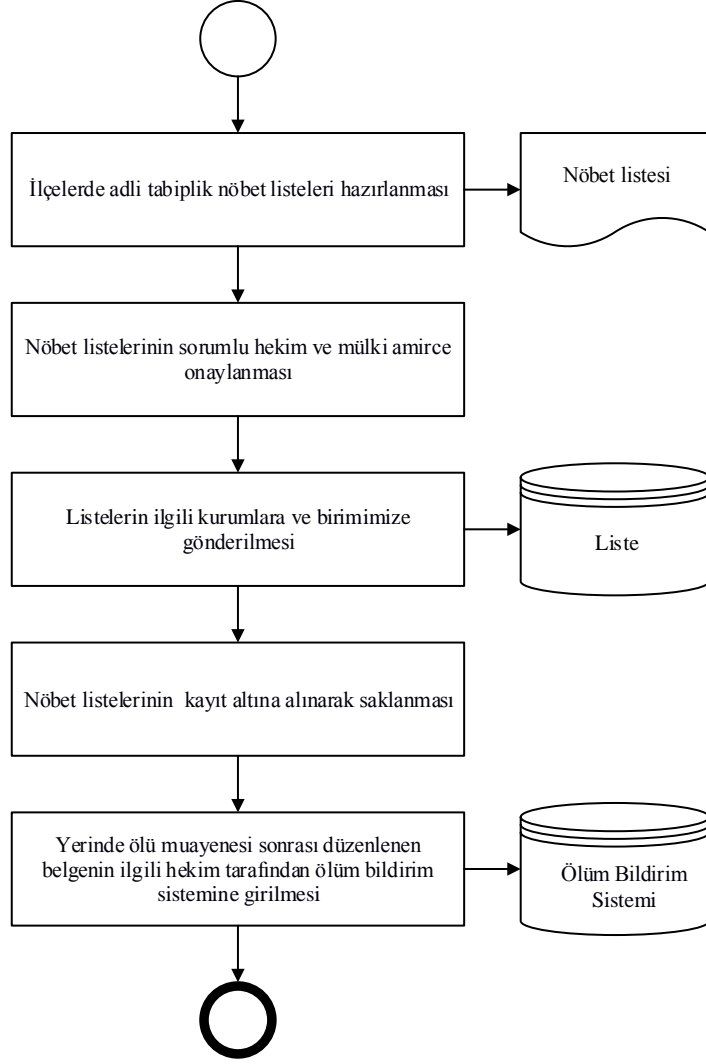 İlçelerde adli tabiplik nöbet listeleri hazırlanması
Nöbet listesi
Nöbet listelerinin sorumlu hekim ve mülki amirce
onaylanması
Listelerin ilgili kurumlara ve birimimize
gönderilmesi
Liste
Nöbet listelerinin  kayıt altına alınarak saklanması
Yerinde ölü muayenesi sonrası düzenlenen
belgenin ilgili hekim tarafından ölüm bildirim
sistemine girilmesi
Ölüm Bildirim
Sistemi